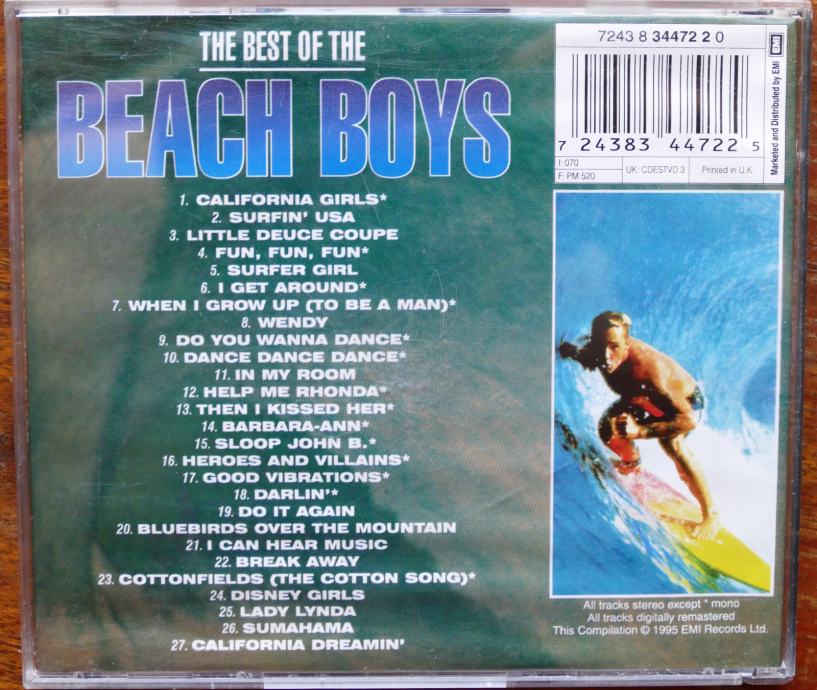 THE BEST OF THE
BEACH BOYS
1. CALIFORNIA GIRLS*
2. SURFIN' USA
3. LITTLE DEUCE COUPE
4. FUN, FUN, FUN*
5. SURFER GIRL
6. I GET AROUND*
7. WHEN I GROW UP (TO BE A MAN)*
8. WENDY
9. DO YOU WANNA DANCE*
10. DANCE DANCE DANCE*
11. IN MY ROOM
12. HELP ME RHONDA*
13. THEN I KISSED HER*
14. BARBARA-ANN*
15. SLOOP JOHN B.*
16. HEROES AND VILLAINS*
17. GOOD VIBRATIONS*
18. DARLIN'*
19. DO IT AGAIN
20. BLUEBIRDS OVER THE MOUNTAIN
21. I CAN HEAR MUSIC
22. BREAK AWAY
23. COTTONFIELDS (THE COTTON SONG)*
24. DISNEY GIRLS
25. LADY LYNDA
26. SUMAHAMA
27. CALIFORNIA DREAMIN'
7243 8 34472 2 0
7 24383 44722 5
I: 070
F: PM 520
UK: CDESTVD 3
Printed in U.K.
Marketed and Distributed by EMI
EMI
All tracks stereo except * mono
All tracks digitally remastered
This Compilation © 1995 EMI Records Ltd.